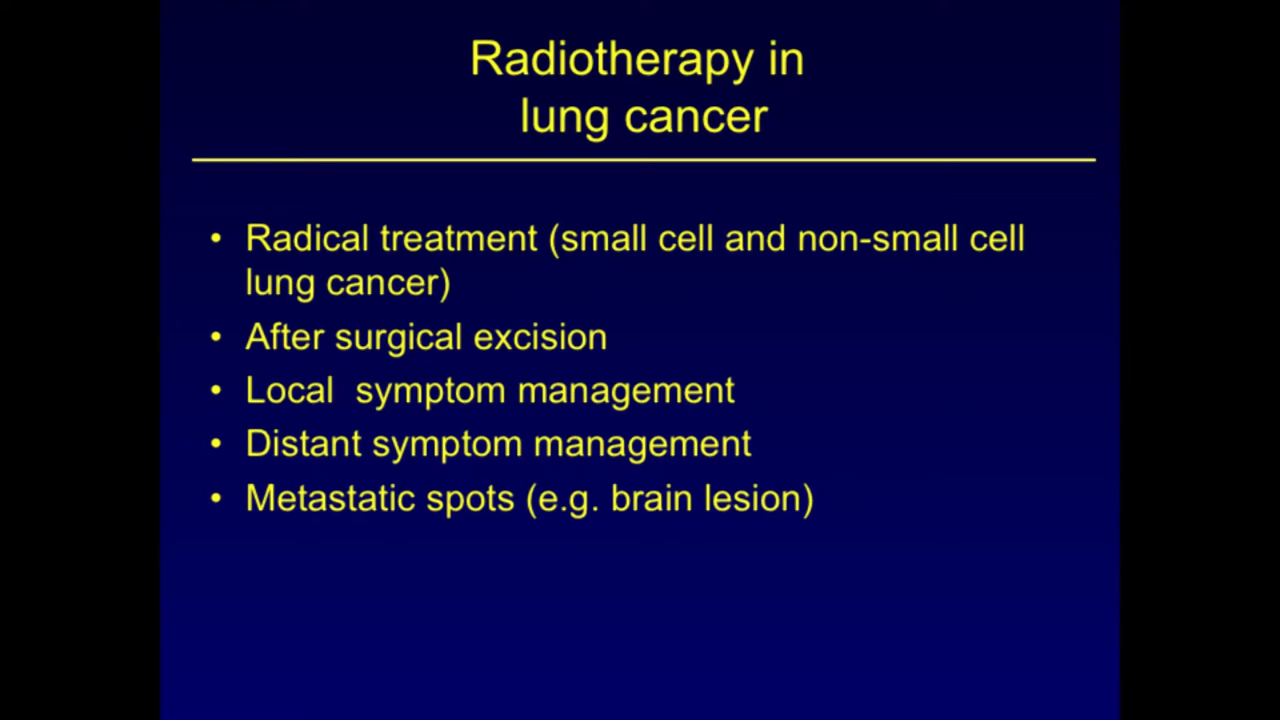 Radiotherapy in
lung cancer
• Radical treatment (small cell and non-small cell
lung cancer)
• After surgical excision
• Local  symptom management
• Distant symptom management
• Metastatic spots (e.g. brain lesion)